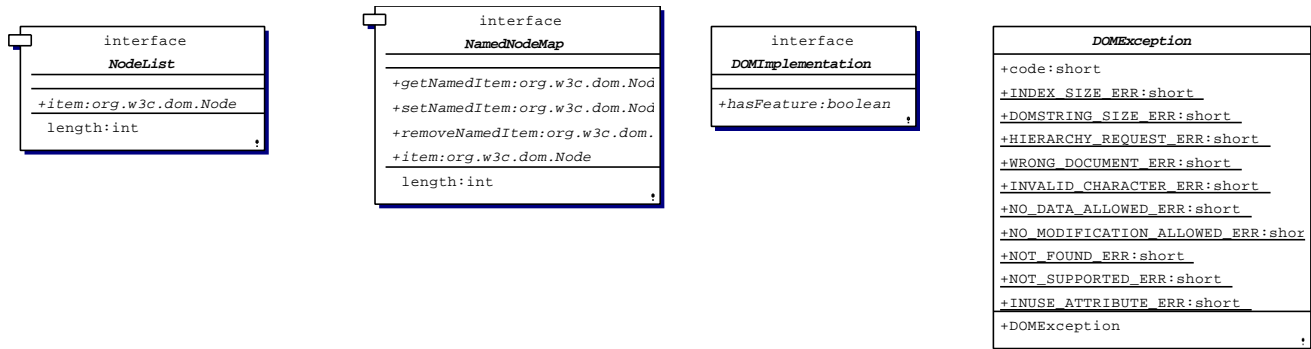 interface
NodeList
+item:org.w3c.dom.Node
length:int
interface
NamedNodeMap
+getNamedItem:org.w3c.dom.Nod
+setNamedItem:org.w3c.dom.Nod
+removeNamedItem:org.w3c.dom.
+item:org.w3c.dom.Node
length:int
interface
DOMImplementation
+hasFeature:boolean
DOMException
+code:short
+INDEX_SIZE_ERR:short
+DOMSTRING_SIZE_ERR:short
+HIERARCHY_REQUEST_ERR:short
+WRONG_DOCUMENT_ERR:short
+INVALID_CHARACTER_ERR:short
+NO_DATA_ALLOWED_ERR:short
+NO_MODIFICATION_ALLOWED_ERR:shor
+NOT_FOUND_ERR:short
+NOT_SUPPORTED_ERR:short
+INUSE_ATTRIBUTE_ERR:short
+DOMException